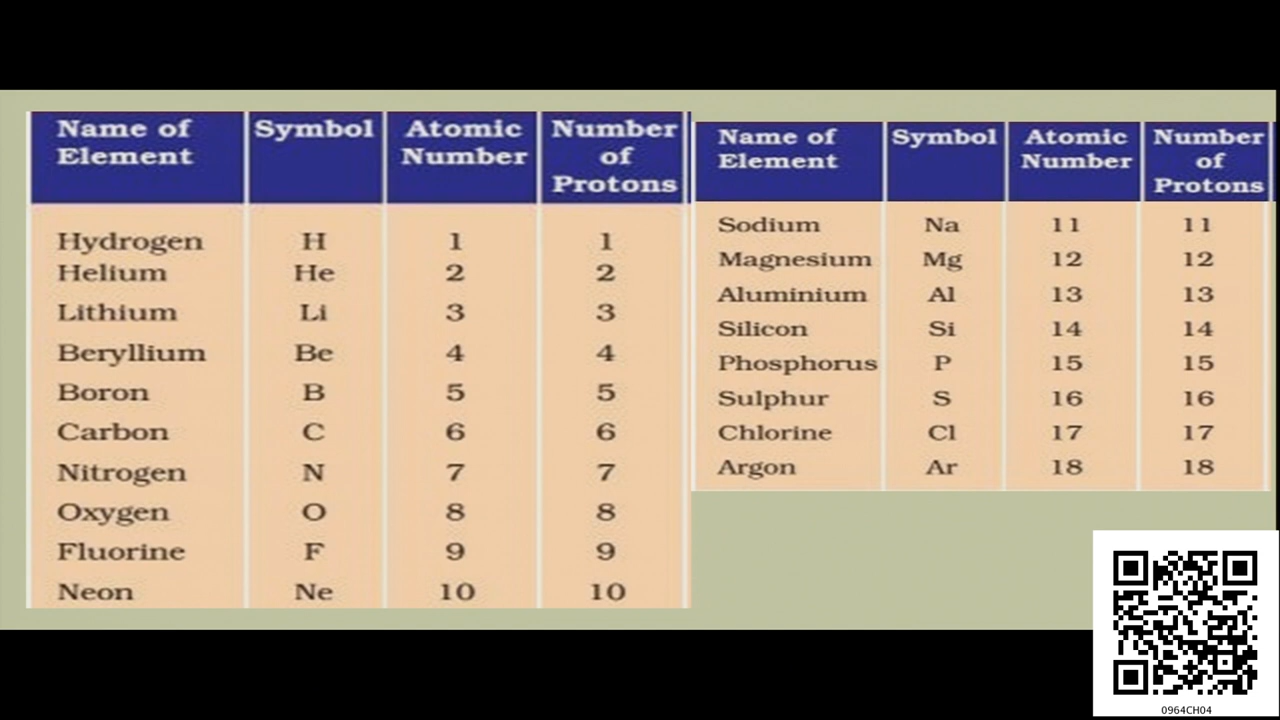 Name of Element Symbol Atomic Number Number of Protons
Hydrogen H 1 1
Helium He 2 2
Lithium Li 3 3
Beryllium Be 4 4
Boron B 5 5
Carbon C 6 6
Nitrogen N 7 7
Oxygen O 8 8
Fluorine F 9 9
Neon Ne 10 10
Name of Element Symbol Atomic Number Number of Protons
Sodium Na 11 11
Magnesium Mg 12 12
Aluminium Al 13 13
Silicon Si 14 14
Phosphorus P 15 15
Sulphur S 16 16
Chlorine Cl 17 17
Argon Ar 18 18
0964CH04